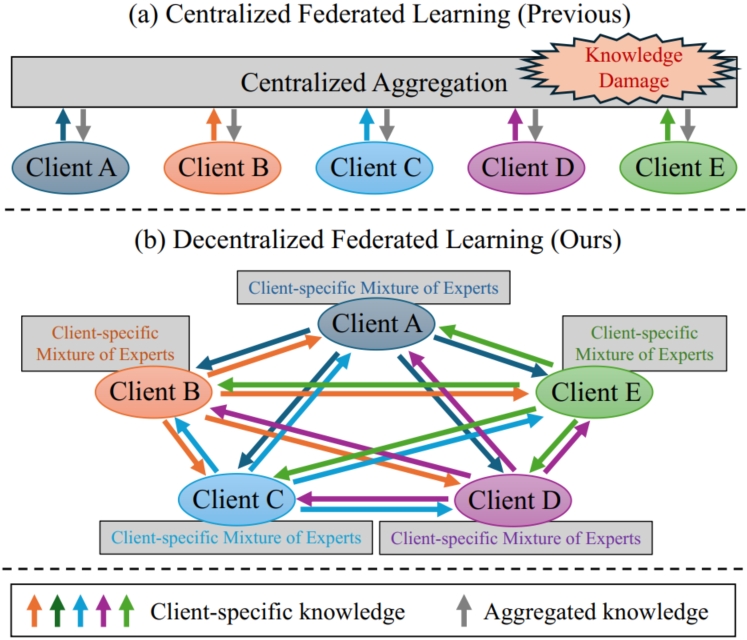 (a) Centralized Federated Learning (Previous)
Knowledge
Damage
Centralized Aggregation
Client A
Client B
Client C
Client D
Client E
(b) Decentralized Federated Learning (Ours)
Client-specific Mixture of Experts
Client A
Client-specific
Mixture of Experts
Client B
Client-specific
Mixture of Experts
Client E
Client C
Client D
Client-specific Mixture of Experts
Client-specific Mixture of Experts
Client-specific knowledge
Aggregated knowledge